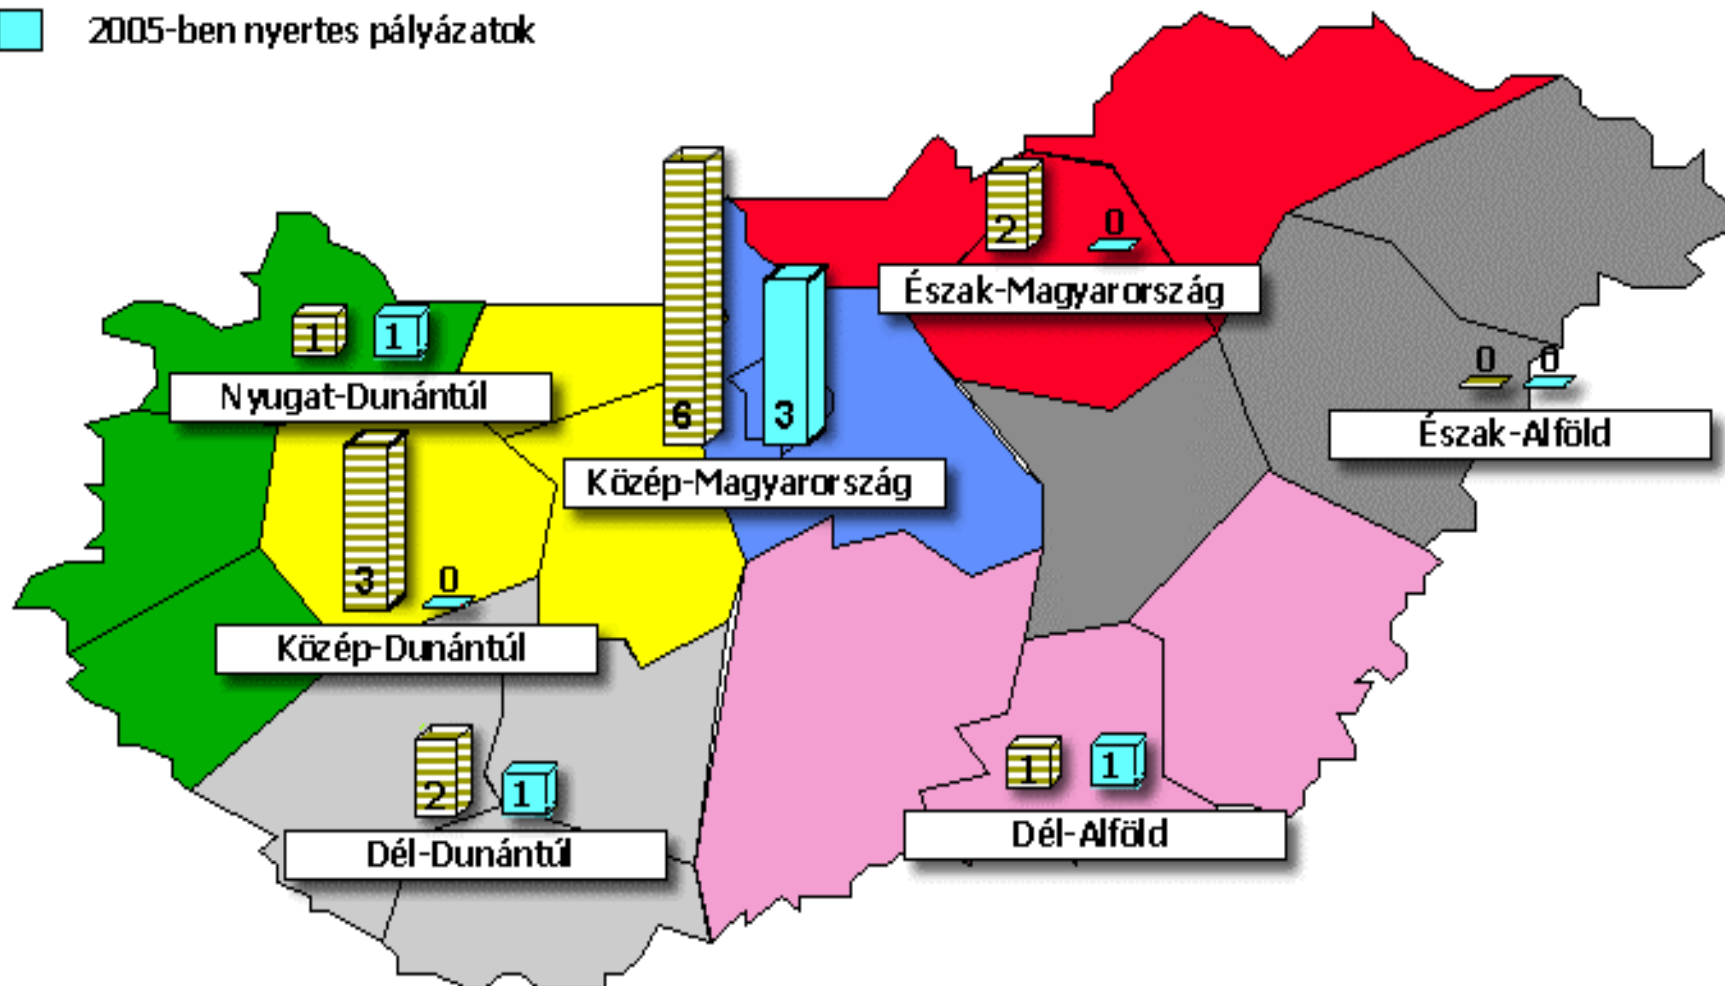 2005-ben nyertes pályázatok
2
0
Észak-Magyarország
1
1
Nyugat-Dunántúl
0
0
Észak-Alföld
6
3
Közép-Magyarország
3
0
Közép-Dunántúl
2
1
Dél-Dunántúl
1
1
Dél-Alföld